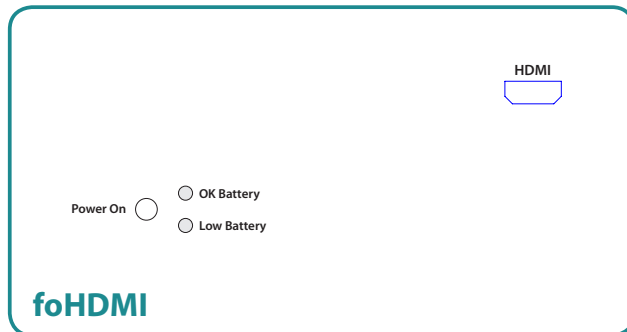 HDMI
OK Battery
Power On
Low Battery
foHDMI